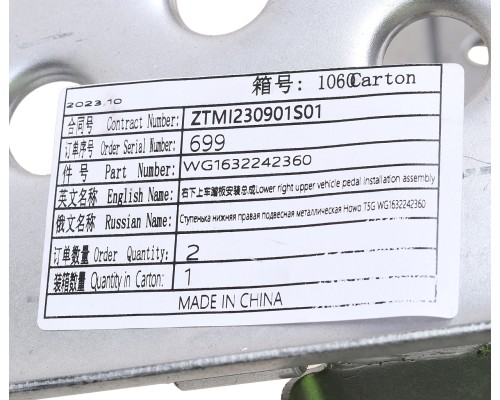 箱号: 1060Carton
2023.10
合同号 Contract Number: ZTMI230901S01
订单序号 Order Serial Number: 699
件 号 Part Number: WG1632242360
英文名称 English Name: 右下上车踏板安装总成Lower right upper vehicle pedal installation assembly
俄文名称 Russian Name: Ступенька нижняя правая подвесная металлическая Howo T5G WG1632242360
订单数量 Order Quantity: 2
装箱数量 Quantity in Carton: 1
MADE IN CHINA